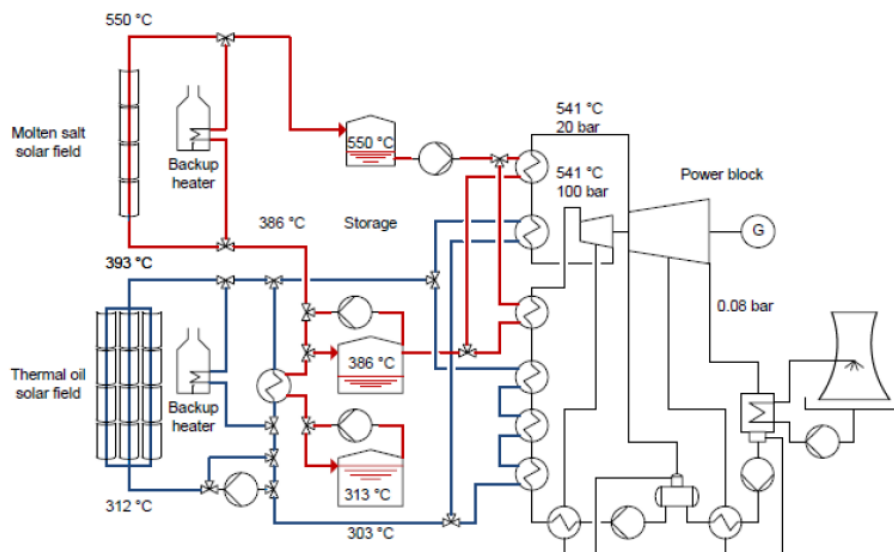 550 °C
Molten salt
solar field
Backup
heater
550 °C
541 °C
20 bar
541 °C
100 bar
Power block
G
386 °C
Storage
393 °C
0.08 bar
Thermal oil
solar field
Backup
heater
386 °C
313 °C
312 °C
303 °C